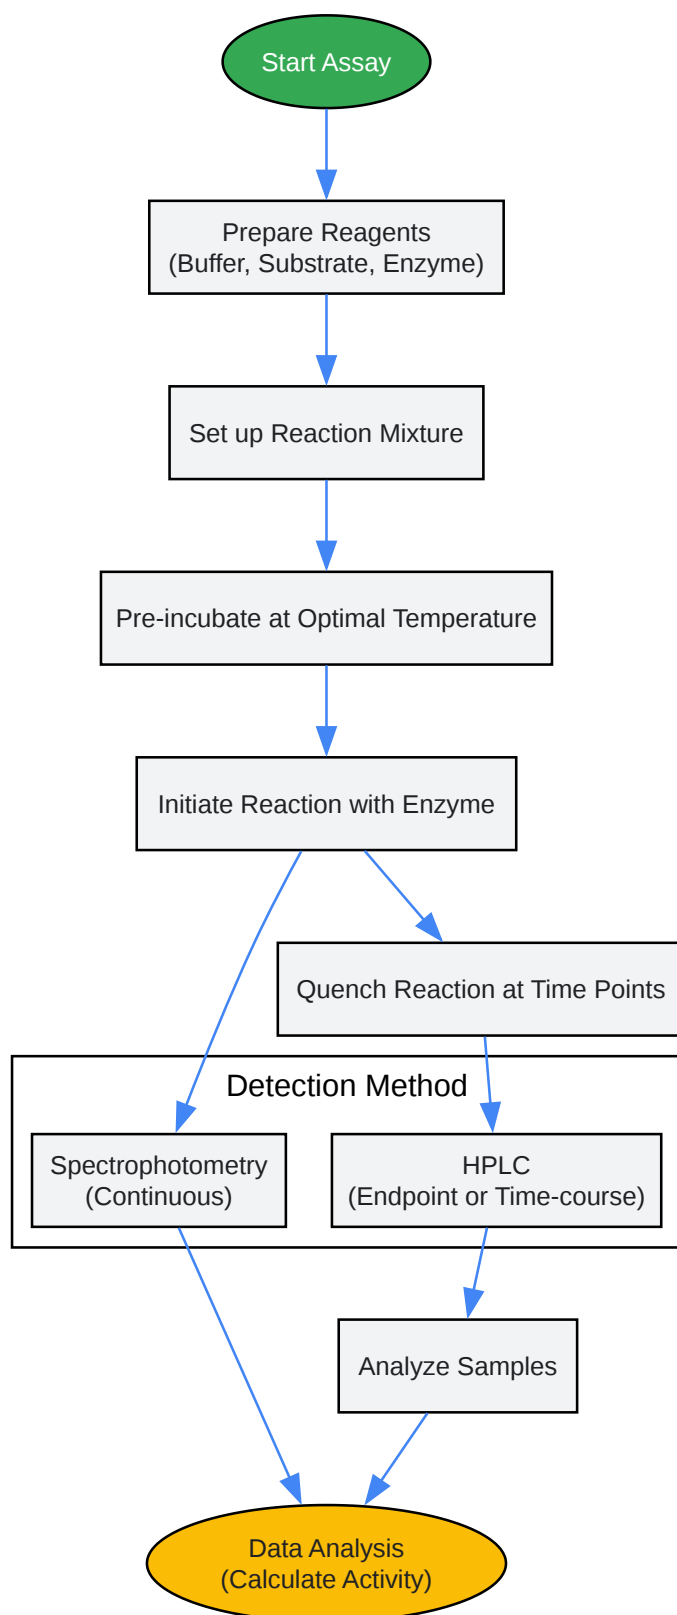 Start Assay
Prepare Reagents
(Buffer, Substrate, Enzyme)
Set up Reaction Mixture
Pre-incubate at Optimal Temperature
Initiate Reaction with Enzyme
Quench Reaction at Time Points
Detection Method
Spectrophotometry
(Continuous)
HPLC
(Endpoint or Time-course)
Analyze Samples
Data Analysis
(Calculate Activity)